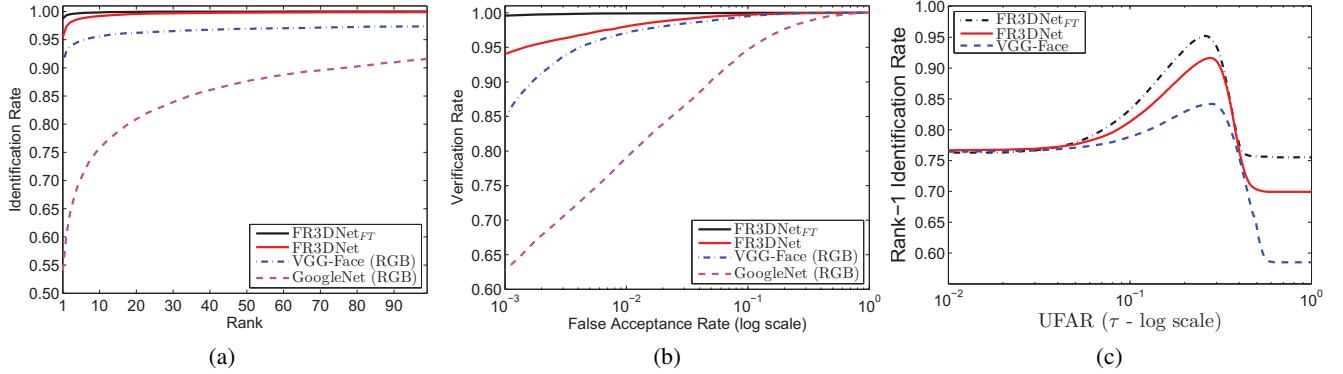 1.00
0.95
0.90
0.85
0.80
0.75
0.70
0.65
0.60
0.55
0.50
Identification Rate
1 10 20 30 40 50 60 70 80 90
Rank
FR3DNet_FT
FR3DNet
VGG-Face (RGB)
GoogleNet (RGB)
(a)
1.00
0.95
0.90
0.85
0.80
0.75
0.70
0.65
0.60
Verification Rate
10^-3 10^-2 10^-1 10^0
False Acceptance Rate (log scale)
FR3DNet_FT
FR3DNet
VGG-Face (RGB)
GoogleNet (RGB)
(b)
1.00
0.95
0.90
0.85
0.80
0.75
0.70
0.65
0.60
Rank-1 Identification Rate
10^-2 10^-1 10^0
UFAR (τ - log scale)
FR3DNet_FT
FR3DNet
VGG-Face
(c)